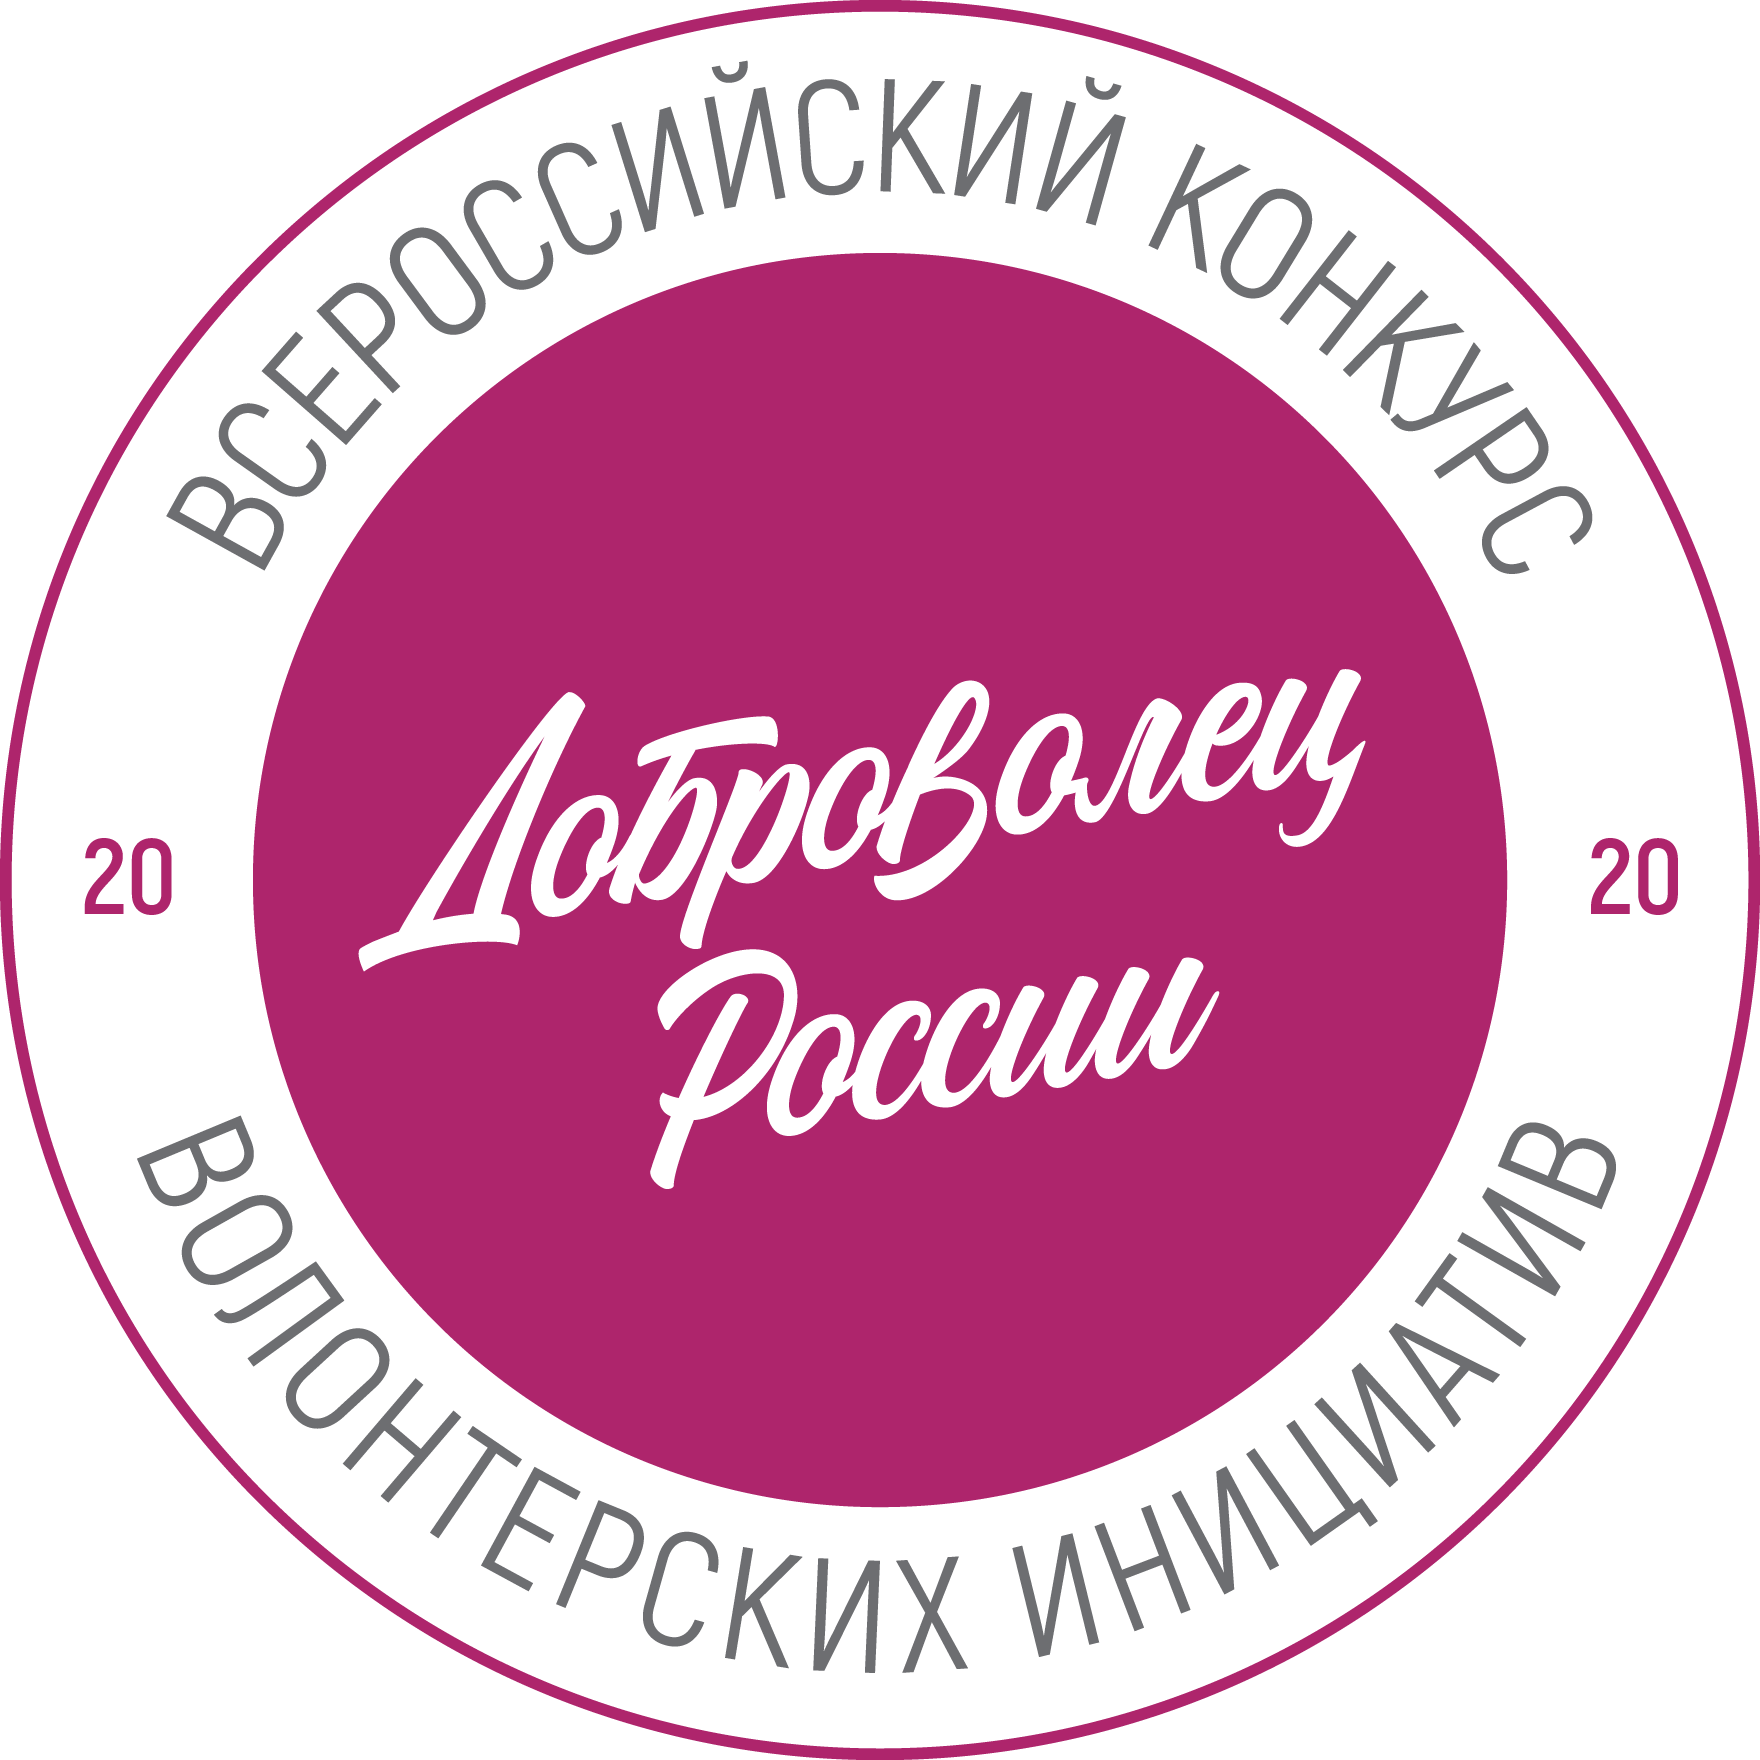 ВСЕРОССИЙСКИЙ КОНКУРС
20
Доброволец
России
20
ВОЛОНТЕРСКИХ ИНИЦИАТИВ